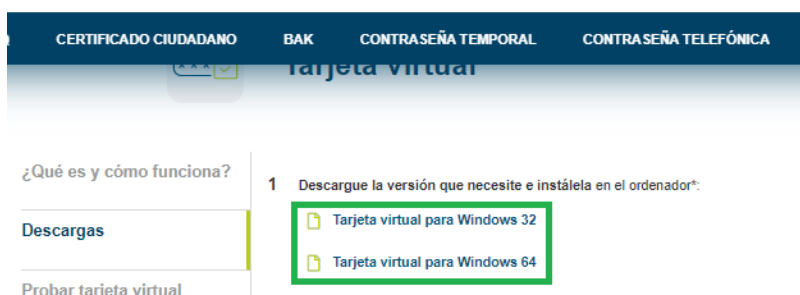 CERTIFICADO CIUDADANO BAK CONTRASEÑA TEMPORAL CONTRASEÑA TELEFÓNICA
Tarjeta virtual
¿Qué es y cómo funciona?
1 Descargue la versión que necesite e instálela en el ordenador*:
Tarjeta virtual para Windows 32
Descargas
Tarjeta virtual para Windows 64
Probar tarjeta virtual